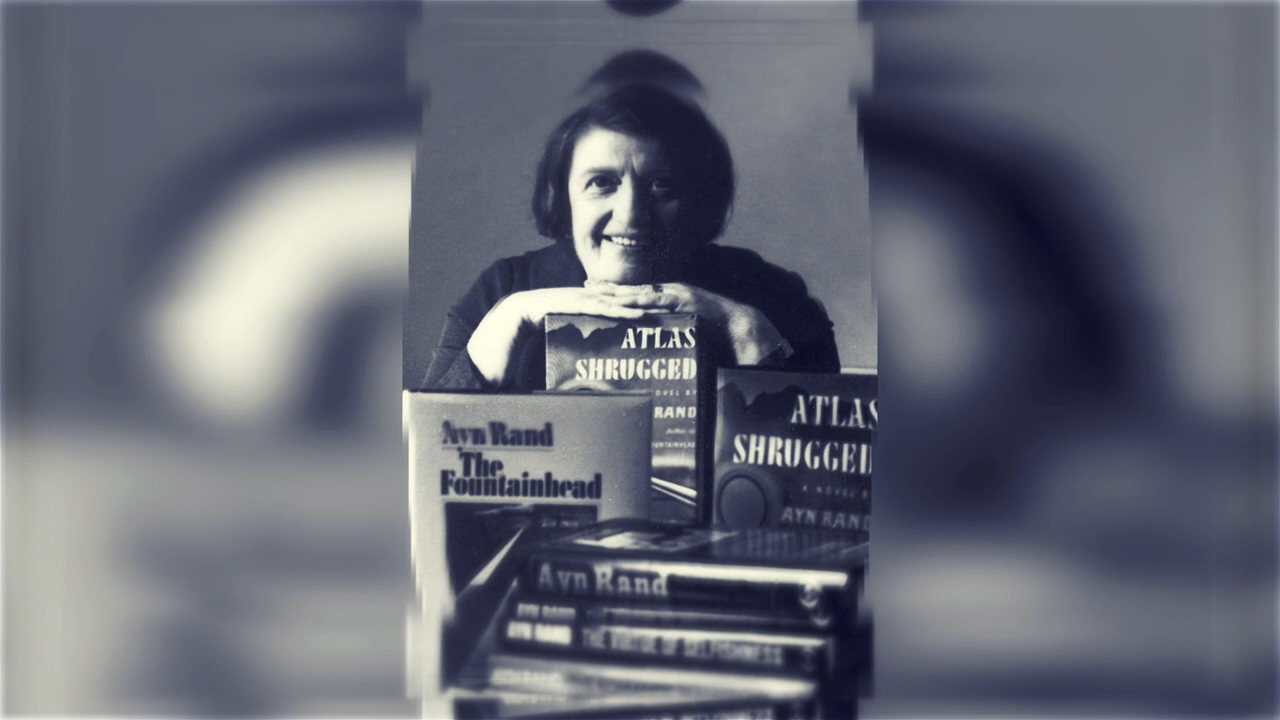 ATLAS
SHRUGGED
OVEL BY
RAND
Ayn Rand
The
Fountainhead
ATLAS
SHRUGGED
A NOVEL B
AYN RAND
Ayn Rand
AYN RAND
AYN RAND THE VIRTUE OF SELFISHNESS